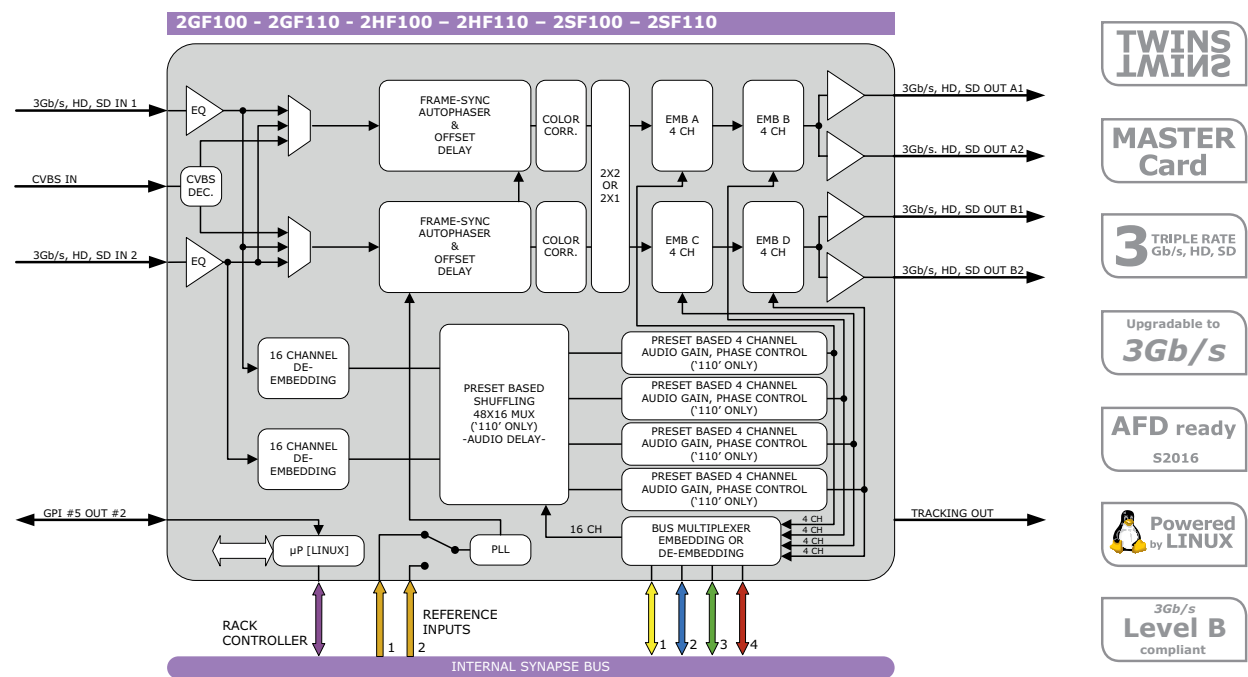 2GF100 - 2GF110 - 2HF100 – 2HF110 – 2SF100 – 2SF110
3Gb/s, HD, SD IN 1
CVBS IN
3Gb/s, HD, SD IN 2
EQ
CVBS
DEC.
EQ
FRAME-SYNC
AUTOPHASER
&
OFFSET
DELAY
COLOR
CORR.
2X2
OR
2X1
EMB A
4 CH
EMB B
4 CH
FRAME-SYNC
AUTOPHASER
&
OFFSET
DELAY
COLOR
CORR.
EMB C
4 CH
EMB D
4 CH
3Gb/s, HD, SD OUT A1
3Gb/s. HD, SD OUT A2
3Gb/s, HD, SD OUT B1
3Gb/s, HD, SD OUT B2
16 CHANNEL
DE-
EMBEDDING
16 CHANNEL
DE-
EMBEDDING
PRESET BASED
SHUFFLING
48X16 MUX
('110' ONLY)
-AUDIO DELAY-
PRESET BASED 4 CHANNEL
AUDIO GAIN, PHASE CONTROL
('110' ONLY)
PRESET BASED 4 CHANNEL
AUDIO GAIN, PHASE CONTROL
('110' ONLY)
PRESET BASED 4 CHANNEL
AUDIO GAIN, PHASE CONTROL
('110' ONLY)
PRESET BASED 4 CHANNEL
AUDIO GAIN, PHASE CONTROL
('110' ONLY)
GPI #5 OUT #2
µP [LINUX]
PLL
16 CH
BUS MULTIPLEXER
EMBEDDING OR
DE-EMBEDDING
4 CH
4 CH
4 CH
4 CH
TRACKING OUT
RACK
CONTROLLER
1
2
REFERENCE
INPUTS
1
2
3
4
INTERNAL SYNAPSE BUS
TWINS
TWINS
MASTER
Card
3 TRIPLE RATE
Gb/s, HD, SD
Upgradable to
3Gb/s
AFD ready
S2016
Powered
by LINUX
3Gb/s
Level B
compliant